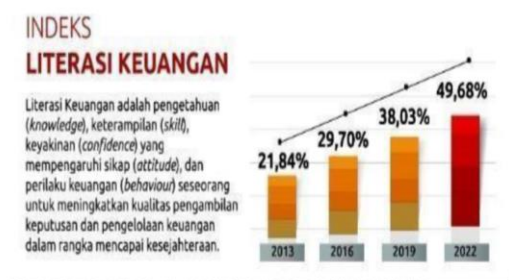 INDEKS
LITERASI KEUANGAN
Literasi Keuangan adalah pengetahuan
(knowledge), keterampilan (skill),
keyakinan (confidence) yang
mempengaruhi sikap (attitude), dan
perilaku keuangan (behaviour) seseorang
untuk meningkatkan kualitas pengambilan
keputusan dan pengelolaan keuangan
dalam rangka mencapai kesejahteraan.
21,84%
29,70%
38,03%
49,68%
2013
2016
2019
2022